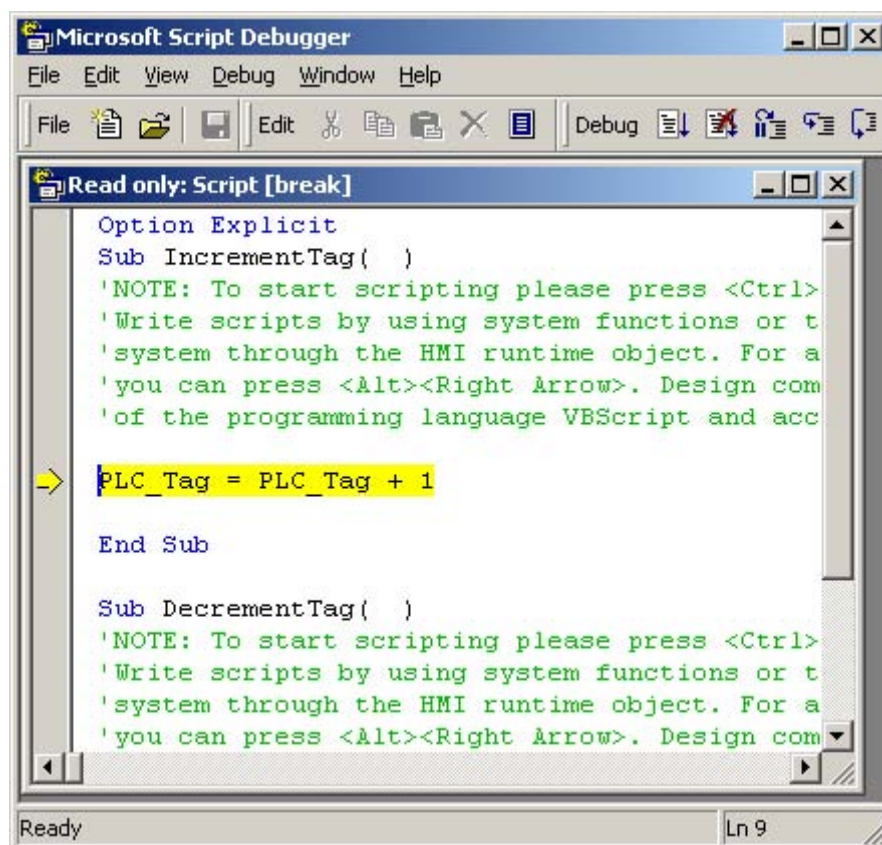 Microsoft Script Debugger
File Edit View Debug Window Help
File Edit Debug
Read only: Script [break]
Option Explicit
Sub IncrementTag(  )
'NOTE: To start scripting please press <Ctrl>
'Write scripts by using system functions or t
'system through the HMI runtime object. For a
'you can press <Alt><Right Arrow>. Design com
'of the programming language VBScript and acc
PLC_Tag = PLC_Tag + 1
End Sub
Sub DecrementTag(  )
'NOTE: To start scripting please press <Ctrl>
'Write scripts by using system functions or t
'system through the HMI runtime object. For a
'you can press <Alt><Right Arrow>. Design com
Ready Ln 9